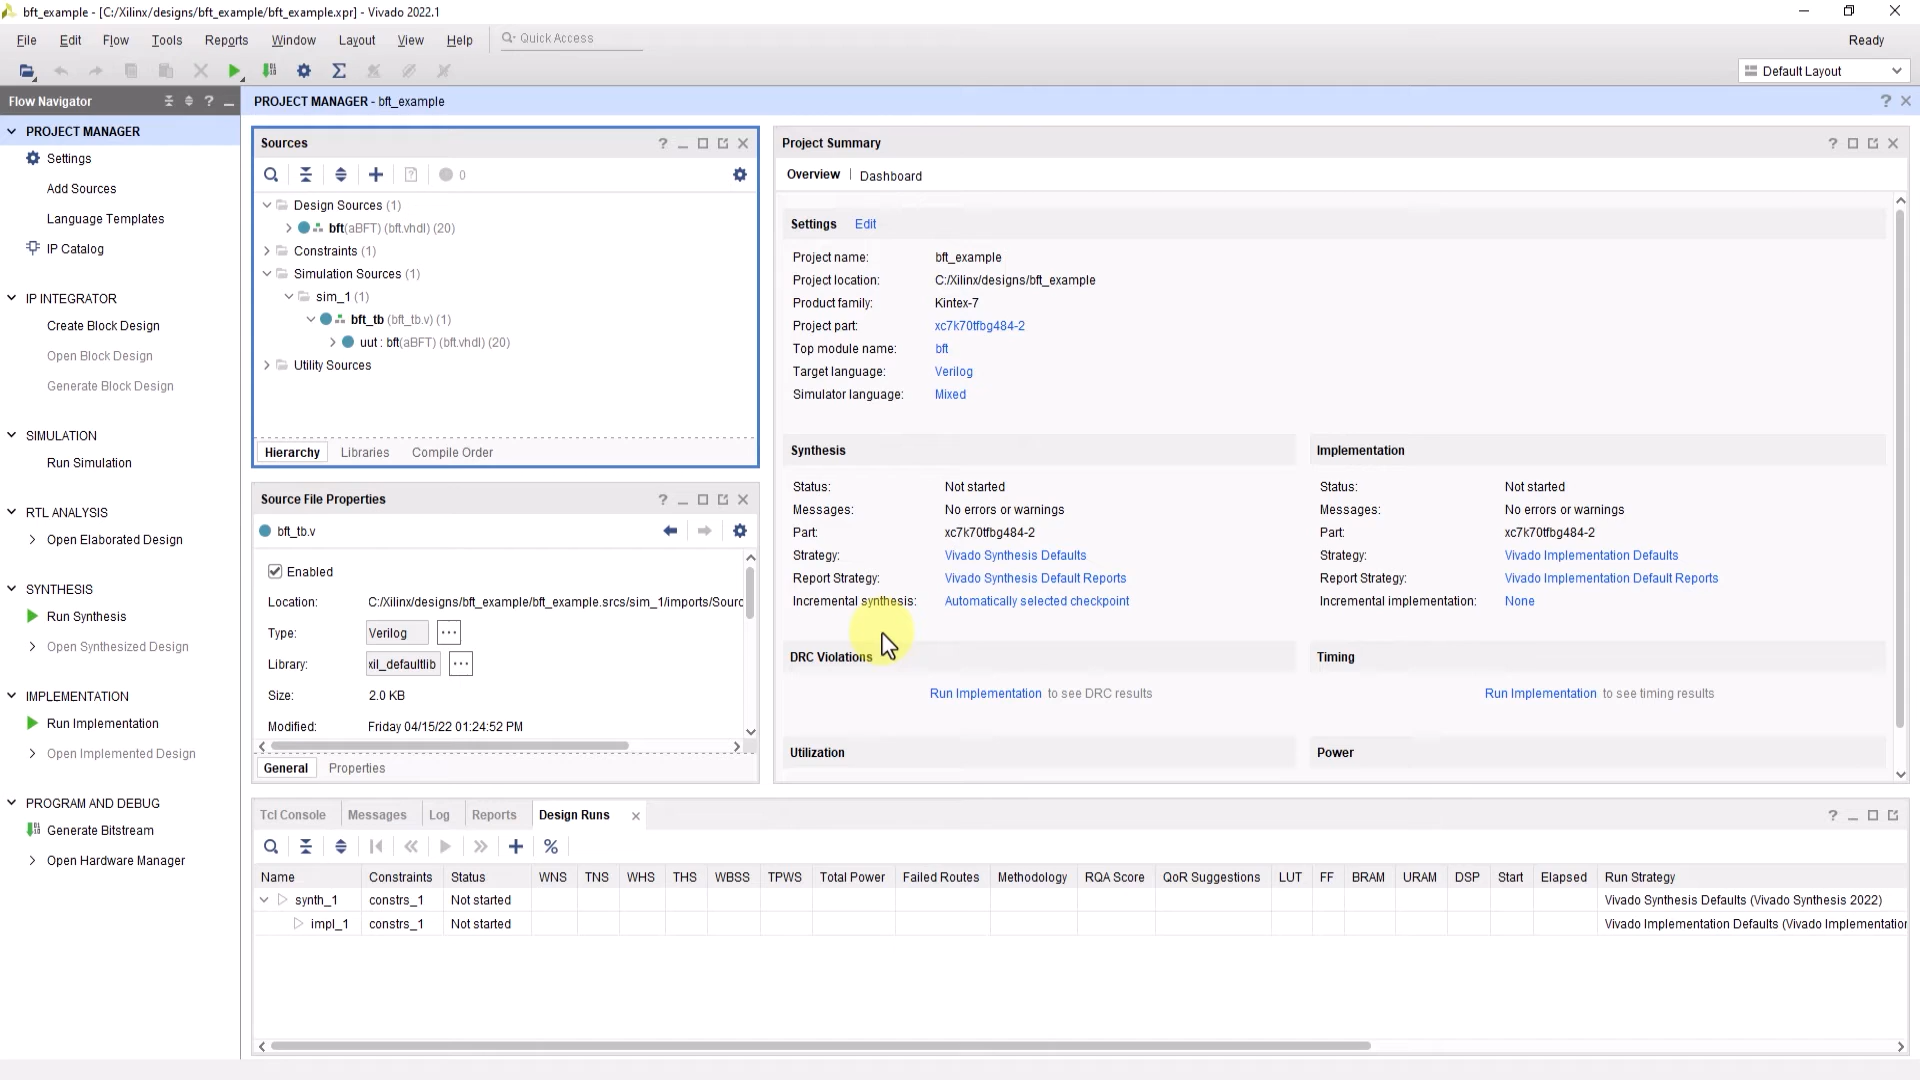 bft_example - [C:/Xilinx/designs/bft_example/bft_example.xpr] - Vivado 2022.1
File Edit Flow Tools Reports Window Layout View Help Quick Access Ready
Default Layout
Flow Navigator
PROJECT MANAGER
Settings
Add Sources
Language Templates
IP Catalog
IP INTEGRATOR
Create Block Design
Open Block Design
Generate Block Design
SIMULATION
Run Simulation
RTL ANALYSIS
Open Elaborated Design
SYNTHESIS
Run Synthesis
Open Synthesized Design
IMPLEMENTATION
Run Implementation
Open Implemented Design
PROGRAM AND DEBUG
Generate Bitstream
Open Hardware Manager
PROJECT MANAGER - bft_example
Sources
0
Design Sources (1)
bft(aBFT) (bft.vhdl) (20)
Constraints (1)
Simulation Sources (1)
sim_1 (1)
bft_tb (bft_tb.v) (1)
uut : bft(aBFT) (bft.vhdl) (20)
Utility Sources
Hierarchy Libraries Compile Order
Source File Properties
bft_tb.v
Enabled
Location: C:/Xilinx/designs/bft_example/bft_example.srcs/sim_1/imports/Sourc
Type: Verilog ...
Library: xil_defaultlib ...
Size: 2.0 KB
Modified: Friday 04/15/22 01:24:52 PM
General Properties
Project Summary
Overview | Dashboard
Settings Edit
Project name: bft_example
Project location: C:/Xilinx/designs/bft_example
Product family: Kintex-7
Project part: xc7k70tfbg484-2
Top module name: bft
Target language: Verilog
Simulator language: Mixed
Synthesis
Status: Not started
Messages: No errors or warnings
Part: xc7k70tfbg484-2
Strategy: Vivado Synthesis Defaults
Report Strategy: Vivado Synthesis Default Reports
Incremental synthesis: Automatically selected checkpoint
Implementation
Status: Not started
Messages: No errors or warnings
Part: xc7k70tfbg484-2
Strategy: Vivado Implementation Defaults
Report Strategy: Vivado Implementation Default Reports
Incremental implementation: None
DRC Violations
Run Implementation to see DRC results
Timing
Run Implementation to see timing results
Utilization
Power
Tcl Console Messages Log Reports Design Runs
Name Constraints Status WNS TNS WHS THS WBSS TPWS Total Power Failed Routes Methodology RQA Score QoR Suggestions LUT FF BRAM URAM DSP Start Elapsed Run Strategy
synth_1 constrs_1 Not started Vivado Synthesis Defaults (Vivado Synthesis 2022)
impl_1 constrs_1 Not started Vivado Implementation Defaults (Vivado Implementation